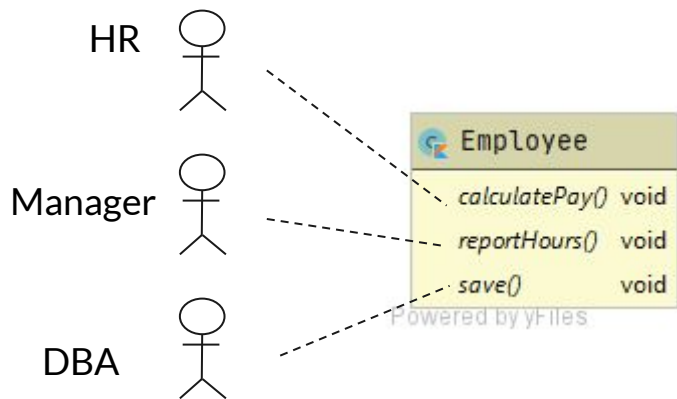 HR
Employee
calculatePay() void
Manager
reportHours() void
save() void
Powered by yFiles
DBA